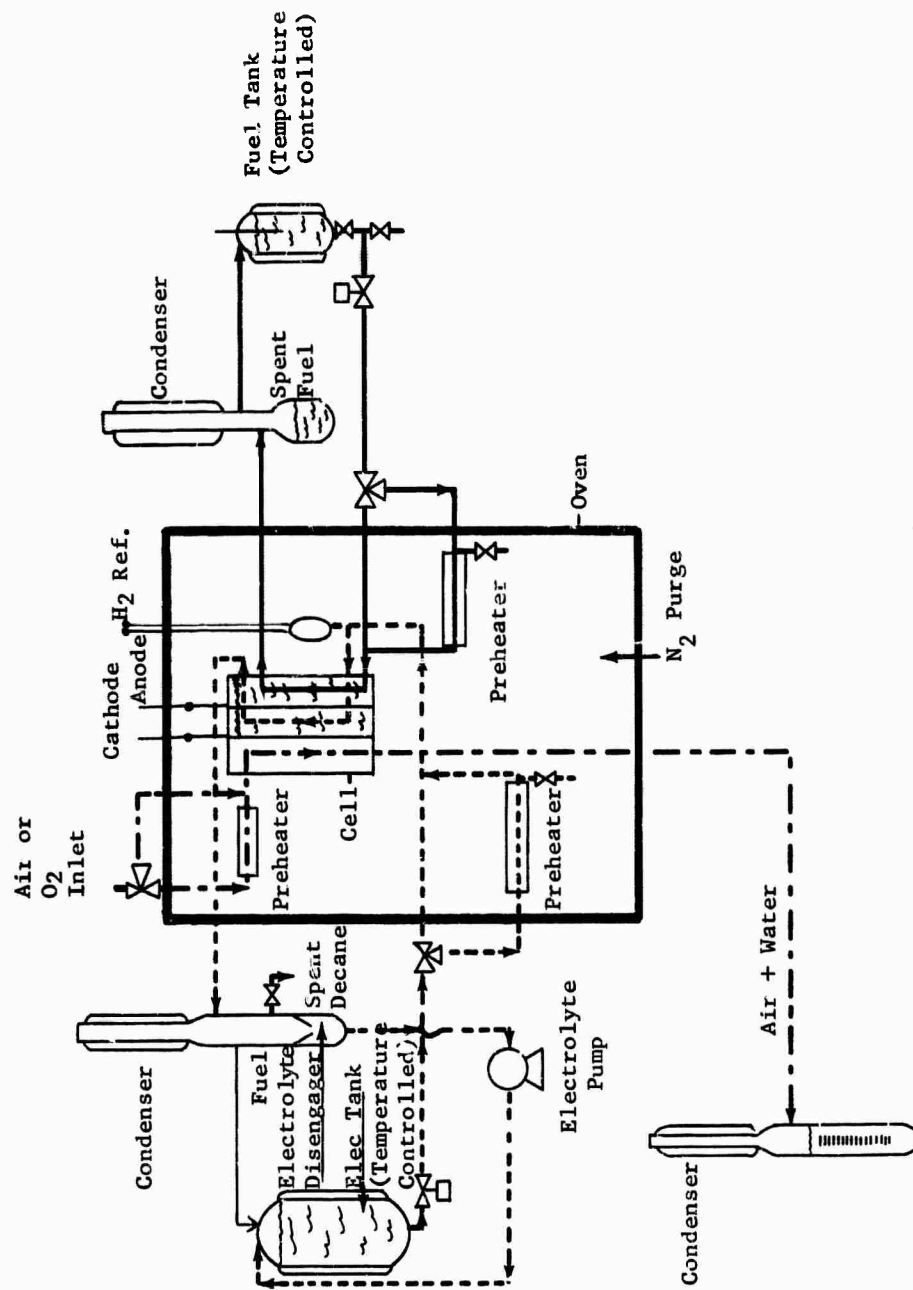 Fuel Tank
(Temperature
Controlled)
Condenser
Spent
Fuel
H2 Ref.
Anode
Cathode
Oven
Preheater
N2 Purge
Air or
O2
Inlet
Preheater
Cell
Preheater
Condenser
Fuel
Electrolyte
Disengager
Spent
Decane
Elec Tank
(Temperature
Controlled)
Electrolyte
Pump
Air + Water
Condenser